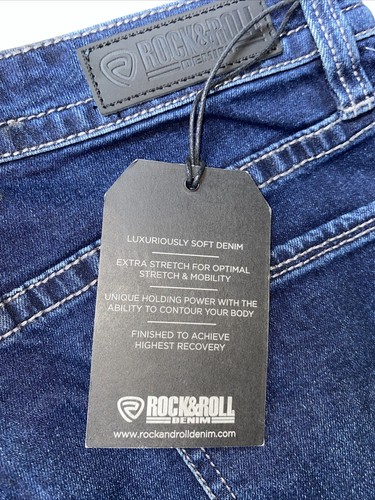 ROCK&ROLL
DENIM
LUXURIOUSLY SOFT DENIM
EXTRA STRETCH FOR OPTIMAL
STRETCH & MOBILITY
UNIQUE HOLDING POWER WITH THE
ABILITY TO CONTOUR YOUR BODY
FINISHED TO ACHIEVE
HIGHEST RECOVERY
ROCK&ROLL
DENIM
www.rockandrolldenim.com